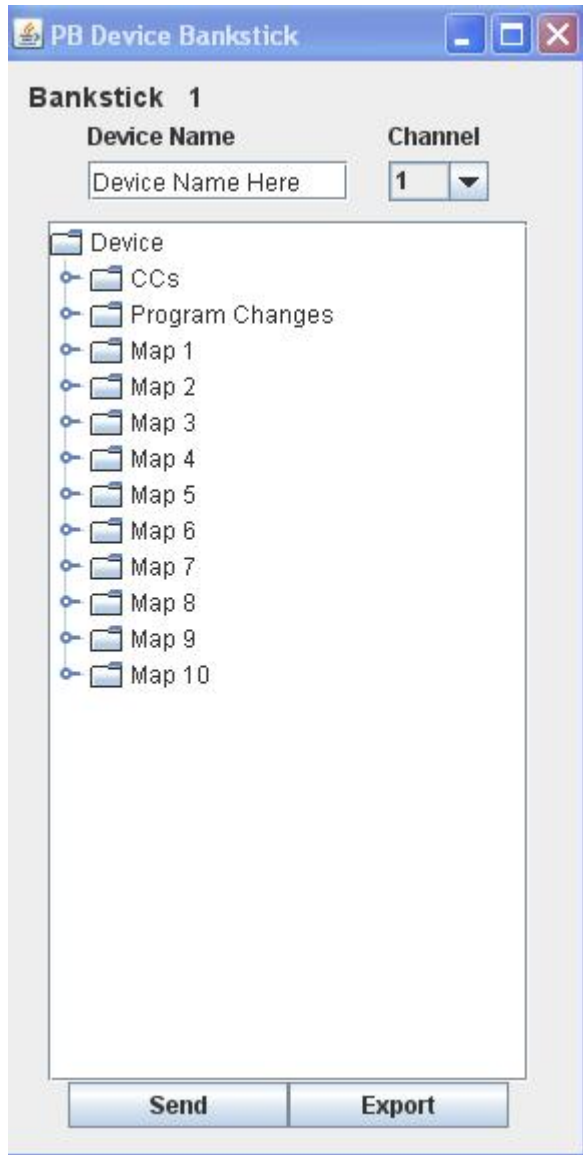 PB Device Bankstick
Bankstick 1
Device Name Channel
Device Name Here 1
Device
CCs
Program Changes
Map 1
Map 2
Map 3
Map 4
Map 5
Map 6
Map 7
Map 8
Map 9
Map 10
Send Export